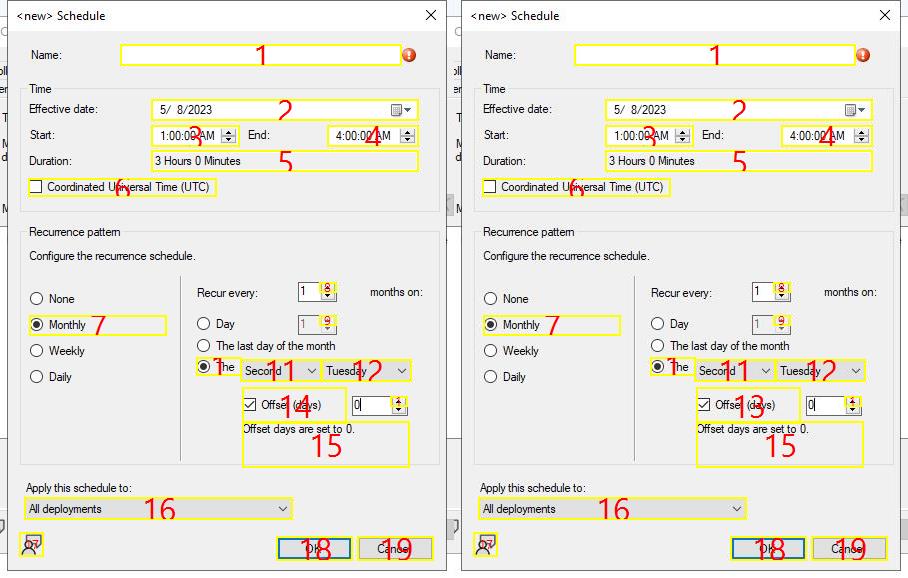 <new> Schedule
Name:
1
Time
Effective date:
5/ 8/2023
2
Start:
1:00:00 AM
3
End:
4:00:00 AM
4
Duration:
3 Hours 0 Minutes
5
Coordinated Universal Time (UTC)
6
Recurrence pattern
Configure the recurrence schedule.
None
Monthly
7
Weekly
Daily
Recur every:
1
8
months on:
Day
1
9
The last day of the month
The
1
Second
11
Tuesday
12
Offset (days)
14
0
Offset days are set to 0.
15
Apply this schedule to:
All deployments
16
OK
18
Cancel
19
<new> Schedule
Name:
1
Time
Effective date:
5/ 8/2023
2
Start:
1:00:00 AM
3
End:
4:00:00 AM
4
Duration:
3 Hours 0 Minutes
5
Coordinated Universal Time (UTC)
6
Recurrence pattern
Configure the recurrence schedule.
None
Monthly
7
Weekly
Daily
Recur every:
1
8
months on:
Day
1
9
The last day of the month
The
1
Second
11
Tuesday
12
Offset (days)
13
0
Offset days are set to 0.
15
Apply this schedule to:
All deployments
16
OK
18
Cancel
19